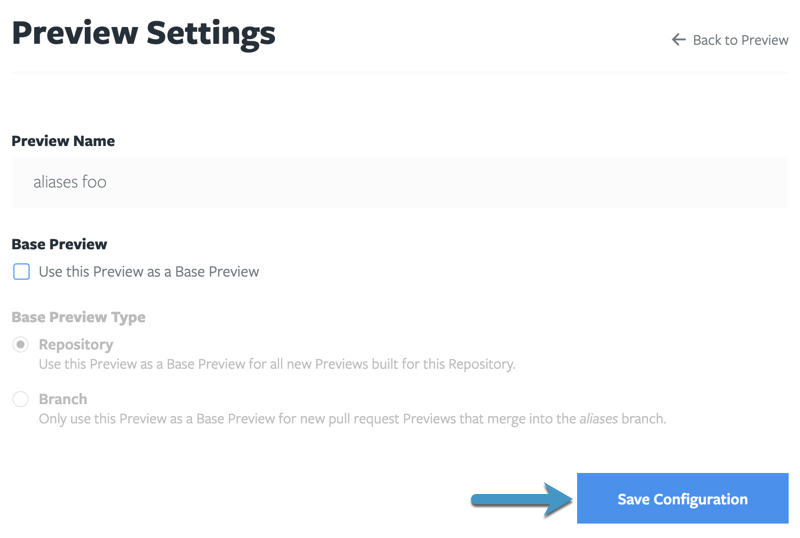 Preview Settings
Back to Preview
Preview Name
aliases foo
Base Preview
Use this Preview as a Base Preview
Base Preview Type
Repository
Use this Preview as a Base Preview for all new Previews built for this Repository.
Branch
Only use this Preview as a Base Preview for new pull request Previews that merge into the aliases branch.
Save Configuration